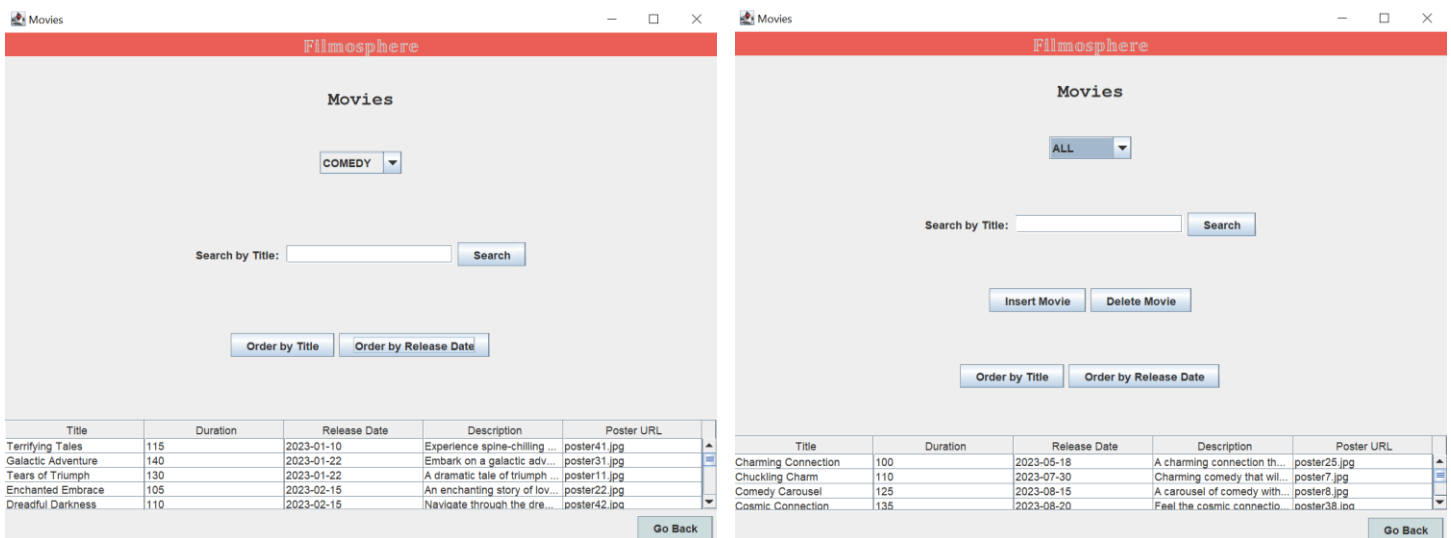 Movies
Filmosphere
Movies
COMEDY
Search by Title: Search
Order by Title Order by Release Date
Title Duration Release Date Description Poster URL
Terrifying Tales 115 2023-01-10 Experience spine-chilling ... poster41.jpg
Galactic Adventure 140 2023-01-22 Embark on a galactic adv... poster31.jpg
Tears of Triumph 130 2023-01-22 A dramatic tale of triumph ... poster11.jpg
Enchanted Embrace 105 2023-02-15 An enchanting story of lov... poster22.jpg
Dreadful Darkness 110 2023-02-15 Navigate through the dre... poster42.jpg
Go Back
Movies
Filmosphere
Movies
ALL
Search by Title: Search
Insert Movie Delete Movie
Order by Title Order by Release Date
Title Duration Release Date Description Poster URL
Charming Connection 100 2023-05-18 A charming connection th... poster25.jpg
Chuckling Charm 110 2023-07-30 Charming comedy that wil... poster7.jpg
Comedy Carousel 125 2023-08-15 A carousel of comedy with... poster8.jpg
Cosmic Connection 135 2023-08-20 Feel the cosmic connectio... poster38.jpg
Go Back